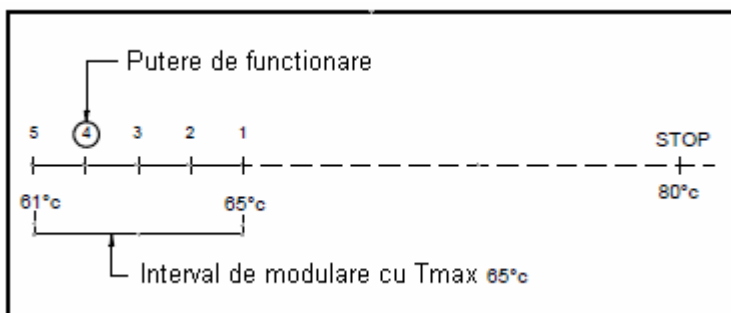 Putere de functionare
5 4 3 2 1 STOP
61°c 65°c 80°c
Interval de modulare cu Tmax 65°c